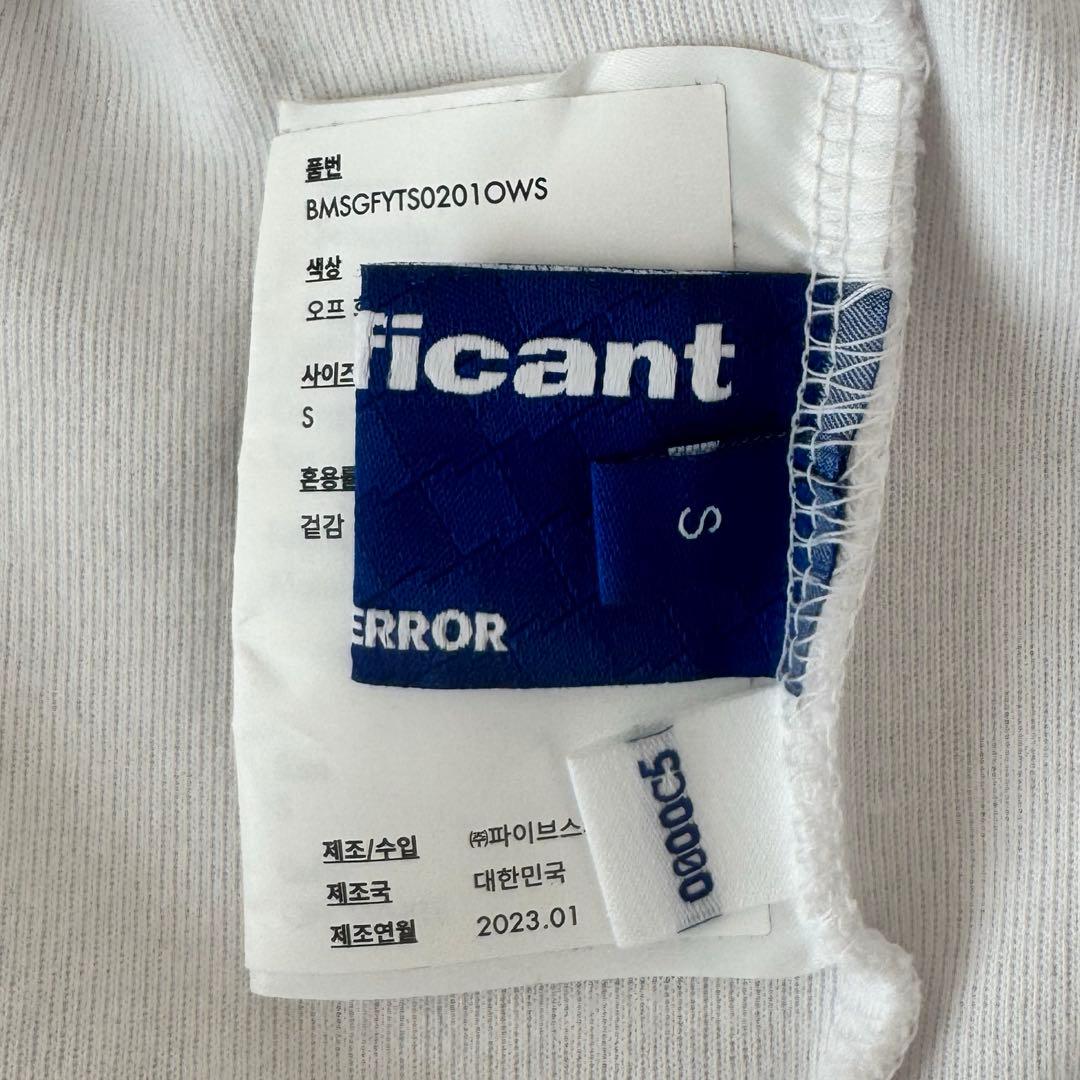 품번
BMSGFYTS0201OWS
색상
오프
ficant
사이즈
S
S
혼용률
겉감
ERROR
0000C5
제조/수입 ㈜파이브스
제조국 대한민국
제조연월 2023.01